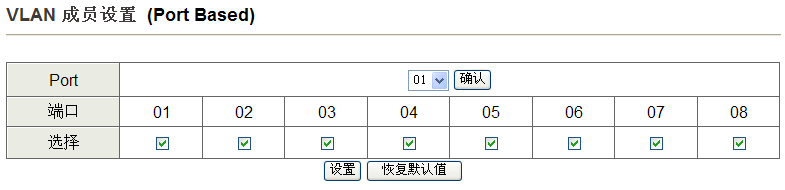 VLAN 成员设置 (Port Based)
Port 01 确认
端口 01 02 03 04 05 06 07 08
选择
设置 恢复默认值